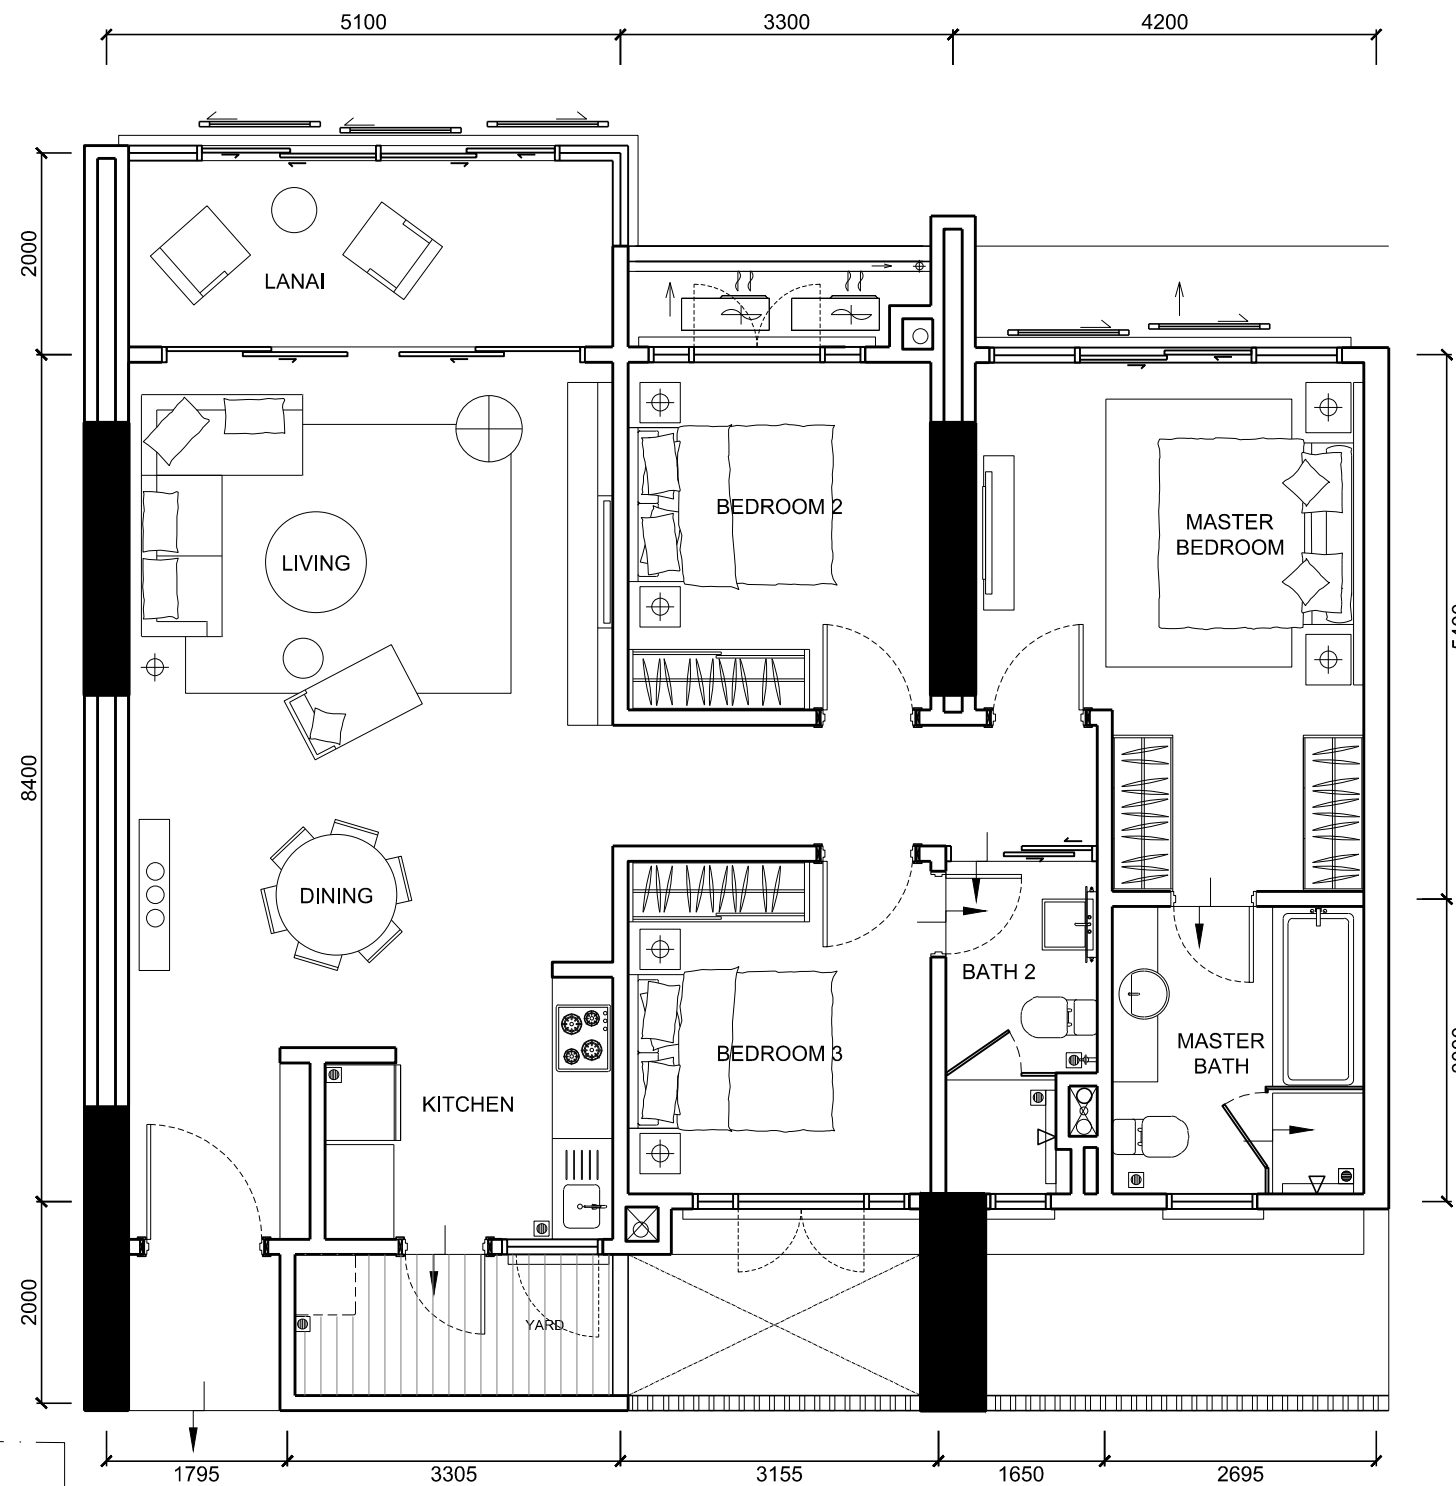 5100
3300
4200
2000
LANAI
BEDROOM 2
MASTER
BEDROOM
LIVING
8400
DINING
BATH 2
MASTER
BATH
BEDROOM 3
KITCHEN
2000
YARD
1795
3305
3155
1650
2695